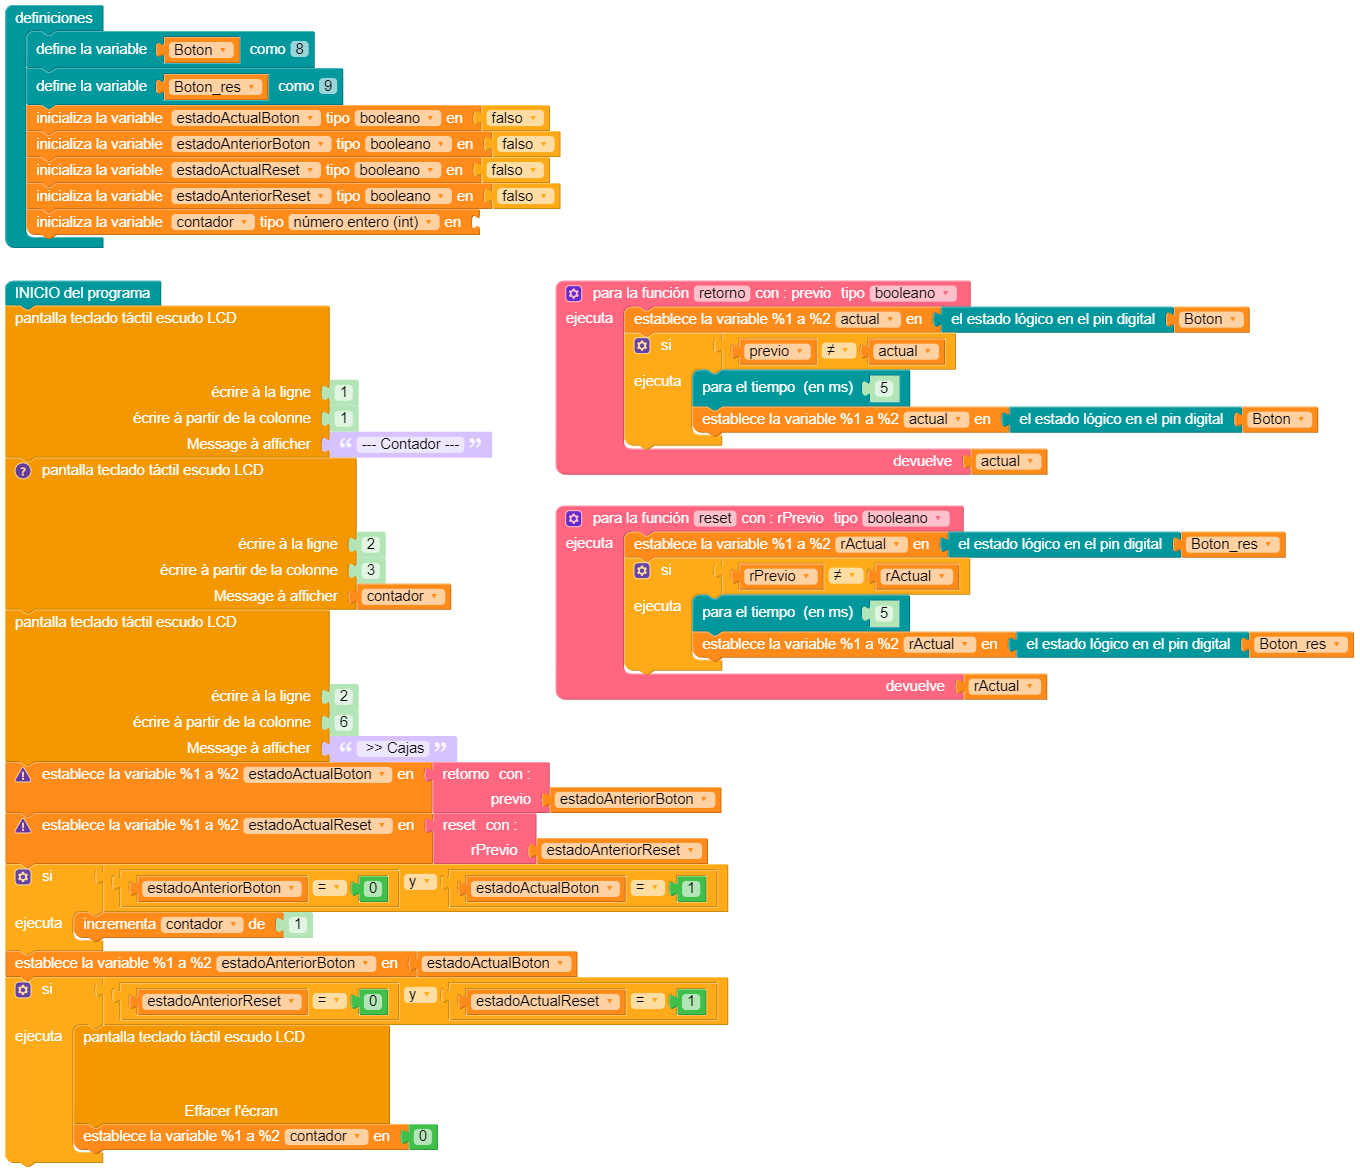 definiciones
define la variable Boton como 8
define la variable Boton_res como 9
inicializa la variable estadoActualBoton tipo booleano en falso
inicializa la variable estadoAnteriorBoton tipo booleano en falso
inicializa la variable estadoActualReset tipo booleano en falso
inicializa la variable estadoAnteriorReset tipo booleano en falso
inicializa la variable contador tipo número entero (int) en
INICIO del programa
pantalla teclado táctil escudo LCD
écrire à la ligne 1
écrire à partir de la colonne 1
Message à afficher “ --- Contador --- ”
? pantalla teclado táctil escudo LCD
écrire à la ligne 2
écrire à partir de la colonne 3
Message à afficher contador
pantalla teclado táctil escudo LCD
écrire à la ligne 2
écrire à partir de la colonne 6
Message à afficher “ >> Cajas ”
establece la variable %1 a %2 estadoActualBoton en retorno con :
previo estadoAnteriorBoton
establece la variable %1 a %2 estadoActualReset en reset con :
rPrevio estadoAnteriorReset
si estadoAnteriorBoton = 0 y estadoActualBoton = 1
ejecuta incrementa contador de 1
establece la variable %1 a %2 estadoAnteriorBoton en estadoActualBoton
si estadoAnteriorReset = 0 y estadoActualReset = 1
ejecuta pantalla teclado táctil escudo LCD
Effacer l'écran
establece la variable %1 a %2 contador en 0
para la función retorno con : previo tipo booleano
ejecuta establece la variable %1 a %2 actual en el estado lógico en el pin digital Boton
si previo ≠ actual
ejecuta para el tiempo (en ms) 5
establece la variable %1 a %2 actual en el estado lógico en el pin digital Boton
devuelve actual
para la función reset con : rPrevio tipo booleano
ejecuta establece la variable %1 a %2 rActual en el estado lógico en el pin digital Boton_res
si rPrevio ≠ rActual
ejecuta para el tiempo (en ms) 5
establece la variable %1 a %2 rActual en el estado lógico en el pin digital Boton_res
devuelve rActual